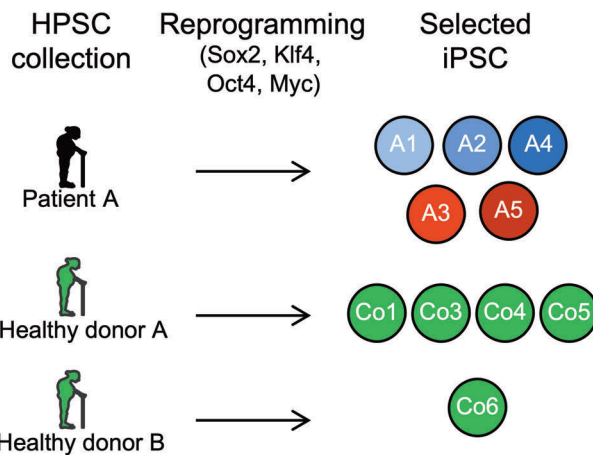 HPSC
collection
Reprogramming
(Sox2, Klf4,
Oct4, Myc)
Selected
iPSC
Patient A
A1 A2 A4
A3 A5
Healthy donor A
Co1 Co3 Co4 Co5
Healthy donor B
Co6